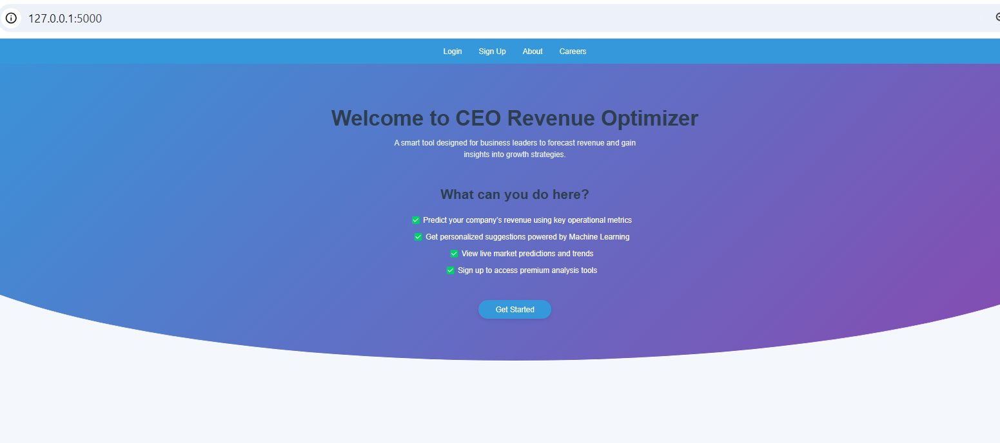 127.0.0.1:5000
Login Sign Up About Careers
Welcome to CEO Revenue Optimizer
A smart tool designed for business leaders to forecast revenue and gain
insights into growth strategies.
What can you do here?
✅ Predict your company's revenue using key operational metrics
✅ Get personalized suggestions powered by Machine Learning
✅ View live market predictions and trends
✅ Sign up to access premium analysis tools
Get Started